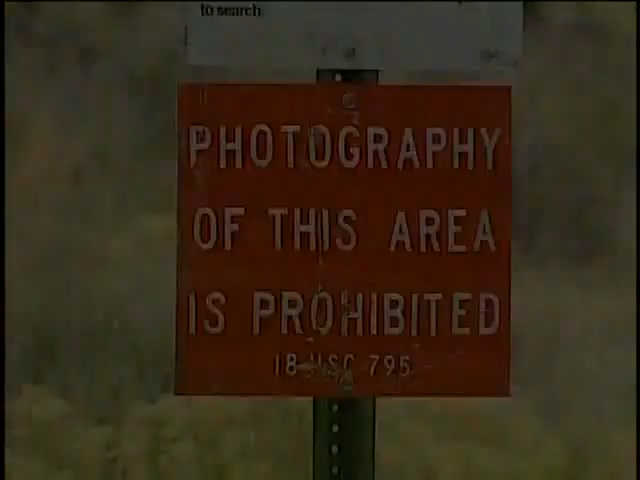 to search.
PHOTOGRAPHY
OF THIS AREA
IS PROHIBITED
18 USC 795